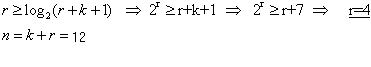 r ≥ log₂(r + k + 1) ⇒ 2ʳ ≥ r+k+1 ⇒ 2ʳ ≥ r+7 ⇒ r=4
n = k + r = 12